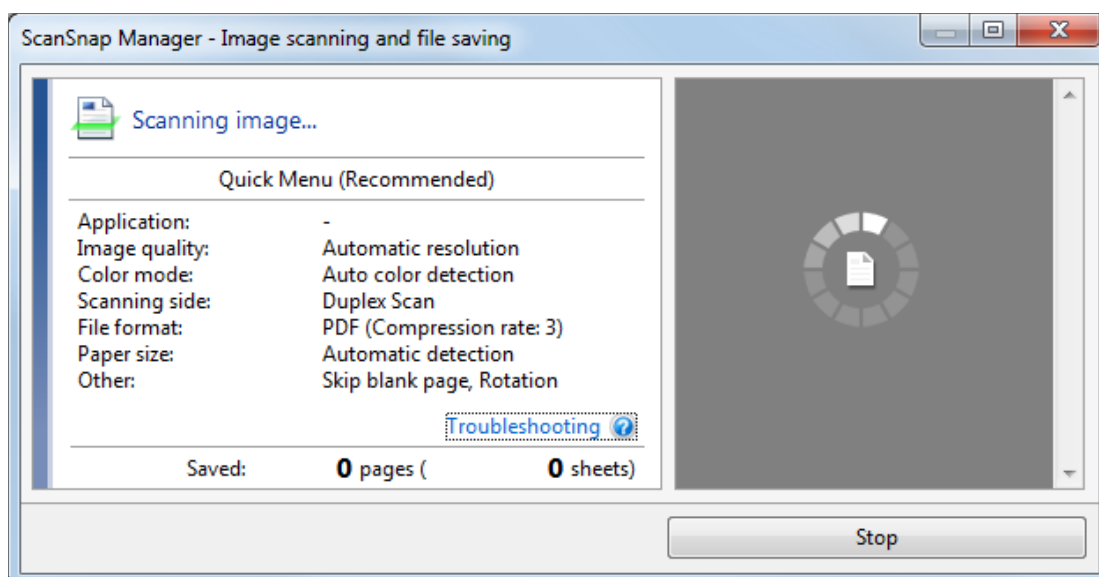 ScanSnap Manager - Image scanning and file saving
Scanning image...
Quick Menu (Recommended)
Application: -
Image quality: Automatic resolution
Color mode: Auto color detection
Scanning side: Duplex Scan
File format: PDF (Compression rate: 3)
Paper size: Automatic detection
Other: Skip blank page, Rotation
Troubleshooting ?
Saved: 0 pages ( 0 sheets)
Stop